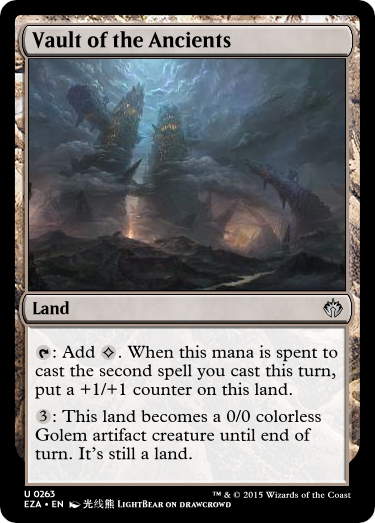 Vault of the Ancients
Land
: Add . When this mana is spent to
cast the second spell you cast this turn,
put a +1/+1 counter on this land.
3: This land becomes a 0/0 colorless
Golem artifact creature until end of
turn. It's still a land.
U 0263 ™ & © 2015 Wizards of the Coast
EZA • EN 光线熊 LightBear on drawcrowd